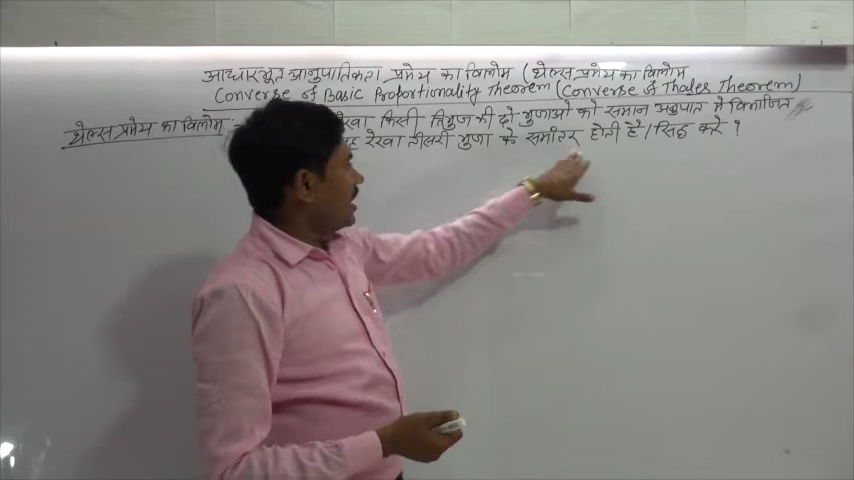 आधारभूत आनुपातिकता प्रमेय का विलोम (थेल्स प्रमेय का विलोम
Converse of Basic Proportionality Theorem (Converse of Thales Theorem)
थेल्स प्रमेय का विलोम :- रेखा किसी त्रिभुज की दो भुजाओं को समान अनुपात में विभाजित
रेखा तीसरी भुजा के समांतर होती है/सिद्ध करे ?